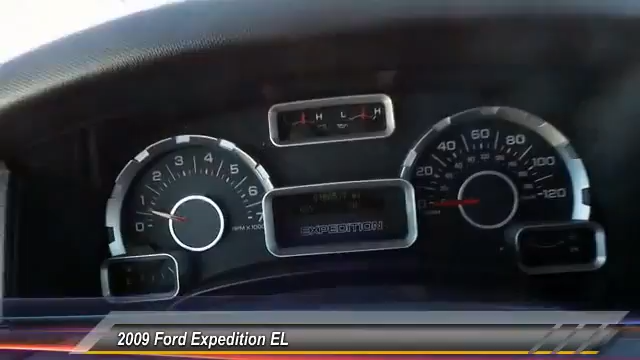 H L H
0 1 2 3 4 5 6 7
RPM X 1000
0 20 40 60 80 100 120
EXPEDITION
2009 Ford Expedition EL